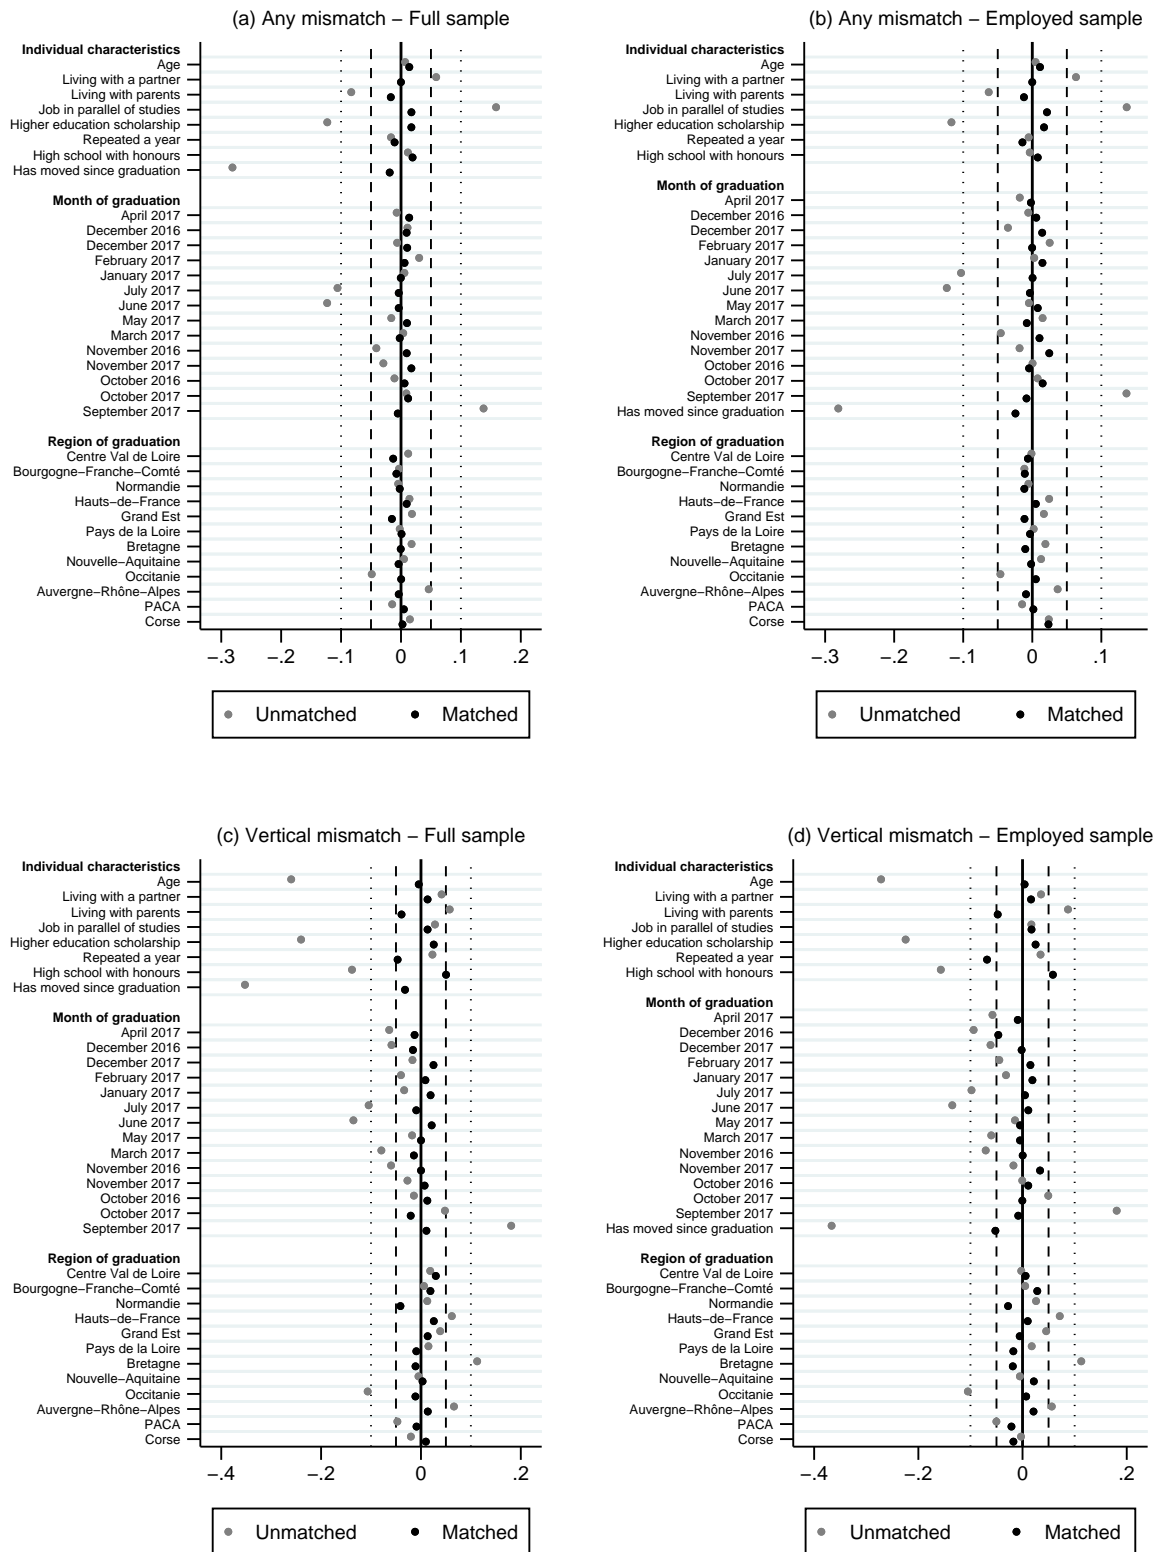 (a) Any mismatch − Full sample
Individual characteristics
Age
Living with a partner
Living with parents
Job in parallel of studies
Higher education scholarship
Repeated a year
High school with honours
Has moved since graduation
Month of graduation
April 2017
December 2016
December 2017
February 2017
January 2017
July 2017
June 2017
May 2017
March 2017
November 2016
November 2017
October 2016
October 2017
September 2017
Region of graduation
Centre Val de Loire
Bourgogne−Franche−Comté
Normandie
Hauts−de−France
Grand Est
Pays de la Loire
Bretagne
Nouvelle−Aquitaine
Occitanie
Auvergne−Rhône−Alpes
PACA
Corse
−.3 −.2 −.1 0 .1 .2
Unmatched Matched
(b) Any mismatch − Employed sample
Individual characteristics
Age
Living with a partner
Living with parents
Job in parallel of studies
Higher education scholarship
Repeated a year
High school with honours
Month of graduation
April 2017
December 2016
December 2017
February 2017
January 2017
July 2017
June 2017
May 2017
March 2017
November 2016
November 2017
October 2016
October 2017
September 2017
Has moved since graduation
Region of graduation
Centre Val de Loire
Bourgogne−Franche−Comté
Normandie
Hauts−de−France
Grand Est
Pays de la Loire
Bretagne
Nouvelle−Aquitaine
Occitanie
Auvergne−Rhône−Alpes
PACA
Corse
−.3 −.2 −.1 0 .1
Unmatched Matched
(c) Vertical mismatch − Full sample
Individual characteristics
Age
Living with a partner
Living with parents
Job in parallel of studies
Higher education scholarship
Repeated a year
High school with honours
Has moved since graduation
Month of graduation
April 2017
December 2016
December 2017
February 2017
January 2017
July 2017
June 2017
May 2017
March 2017
November 2016
November 2017
October 2016
October 2017
September 2017
Region of graduation
Centre Val de Loire
Bourgogne−Franche−Comté
Normandie
Hauts−de−France
Grand Est
Pays de la Loire
Bretagne
Nouvelle−Aquitaine
Occitanie
Auvergne−Rhône−Alpes
PACA
Corse
−.4 −.2 0 .2
Unmatched Matched
(d) Vertical mismatch − Employed sample
Individual characteristics
Age
Living with a partner
Living with parents
Job in parallel of studies
Higher education scholarship
Repeated a year
High school with honours
Month of graduation
April 2017
December 2016
December 2017
February 2017
January 2017
July 2017
June 2017
May 2017
March 2017
November 2016
November 2017
October 2016
October 2017
September 2017
Has moved since graduation
Region of graduation
Centre Val de Loire
Bourgogne−Franche−Comté
Normandie
Hauts−de−France
Grand Est
Pays de la Loire
Bretagne
Nouvelle−Aquitaine
Occitanie
Auvergne−Rhône−Alpes
PACA
Corse
−.4 −.2 0 .2
Unmatched Matched